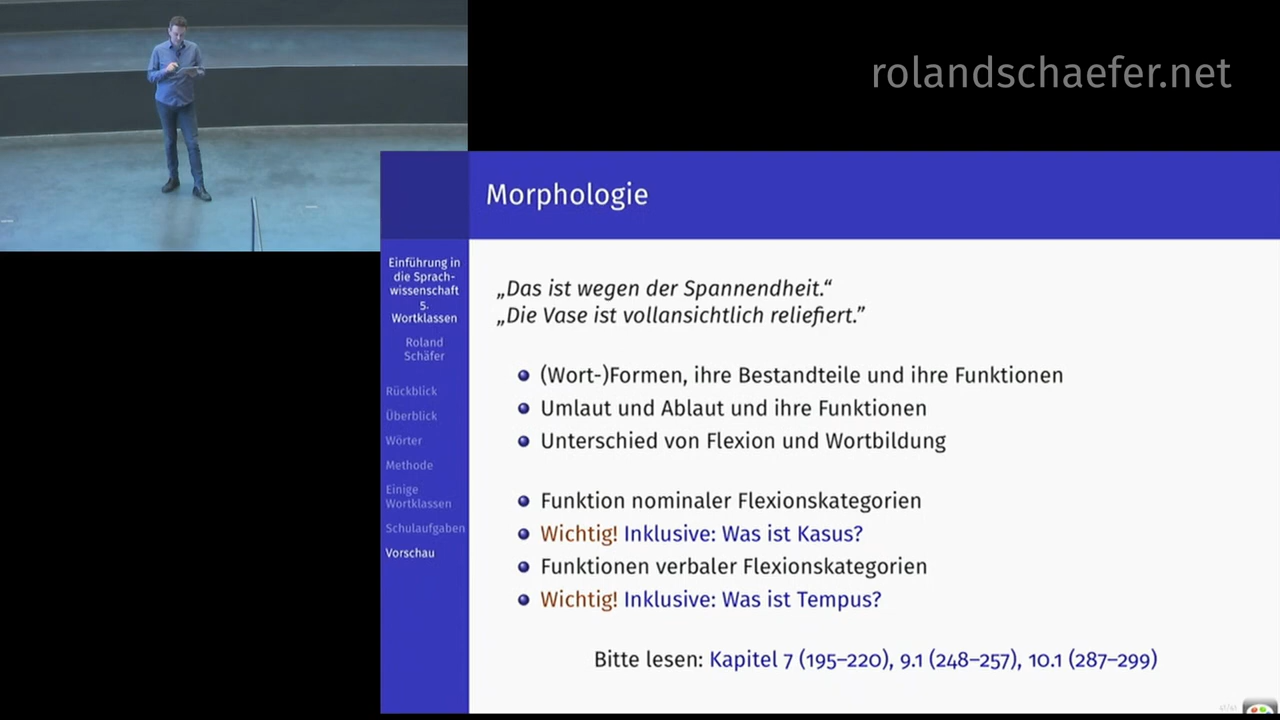 rolandschaefer.net
Morphologie
Einführung in
die Sprach-
wissenschaft
5.
Wortklassen
Roland
Schäfer
Rückblick
Überblick
Wörter
Methode
Einige
Wortklassen
Schulaufgaben
Vorschau
„Das ist wegen der Spannendheit.“
„Die Vase ist vollansichtlich reliefiert.”
(Wort-)Formen, ihre Bestandteile und ihre Funktionen
Umlaut und Ablaut und ihre Funktionen
Unterschied von Flexion und Wortbildung
Funktion nominaler Flexionskategorien
Wichtig! Inklusive: Was ist Kasus?
Funktionen verbaler Flexionskategorien
Wichtig! Inklusive: Was ist Tempus?
Bitte lesen: Kapitel 7 (195–220), 9.1 (248–257), 10.1 (287–299)